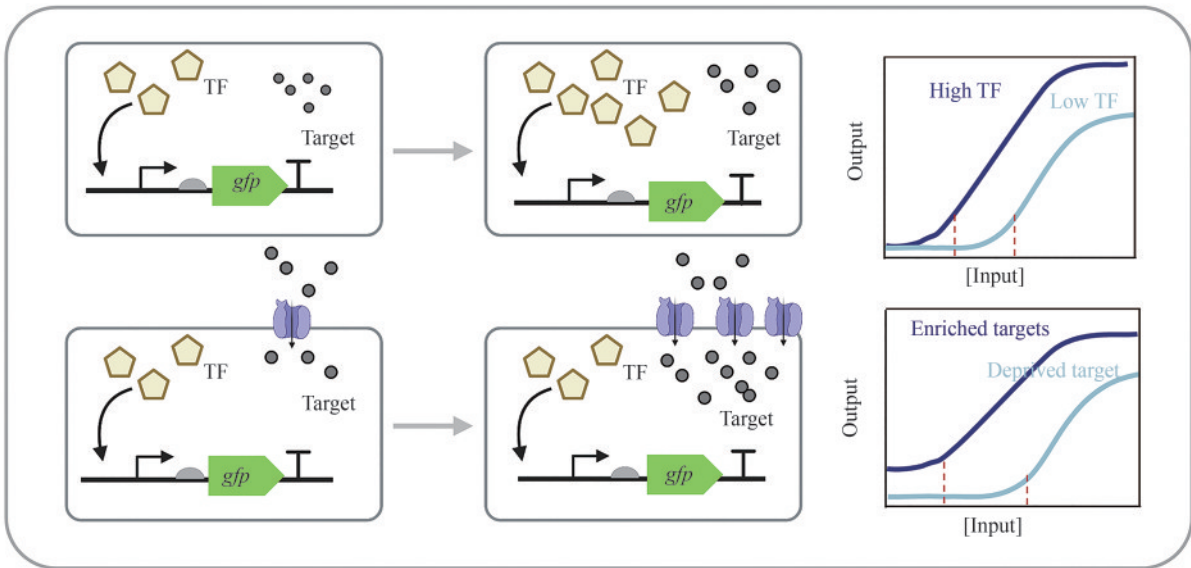 TF
Target
gfp
TF
Target
gfp
High TF
Low TF
Output
[Input]
TF
Target
gfp
TF
Target
gfp
Enriched targets
Deprived target
Output
[Input]